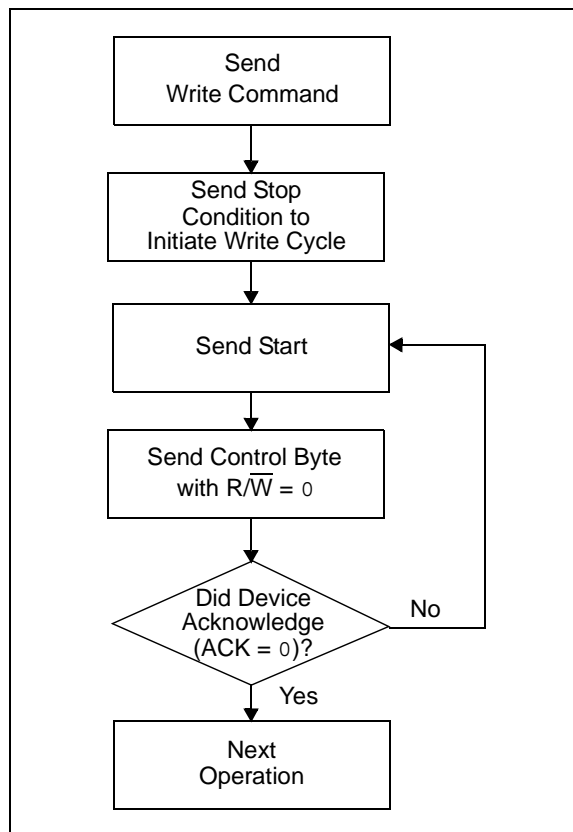 Send
Write Command
Send Stop
Condition to
Initiate Write Cycle
Send Start
Send Control Byte
with R/W̅ = 0
Did Device
Acknowledge
(ACK = 0)?
No
Yes
Next
Operation